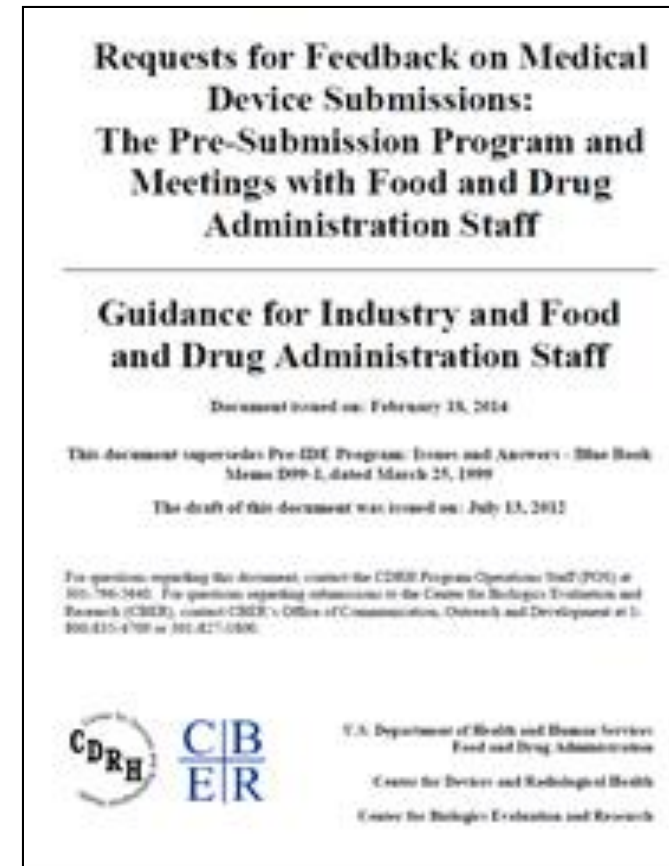 Requests for Feedback on Medical
Device Submissions:
The Pre-Submission Program and
Meetings with Food and Drug
Administration Staff
Guidance for Industry and Food
and Drug Administration Staff
Document issued on: February 18, 2014
This document supersedes Pre-IDE Program: Issues and Answers - Blue Book
Memo D99-1, dated March 25, 1999
The draft of this document was issued on: July 13, 2012
For questions regarding this document, contact the CDRH Program Operations Staff (POS) at
301-796-5640. For questions regarding submissions to the Center for Biologics Evaluation and
Research (CBER), contact CBER's Office of Communication, Outreach and Development at 1-
800-835-4709 or 301-827-1800.
CDRH
CB
ER
U.S. Department of Health and Human Services
Food and Drug Administration
Center for Devices and Radiological Health
Center for Biologics Evaluation and Research